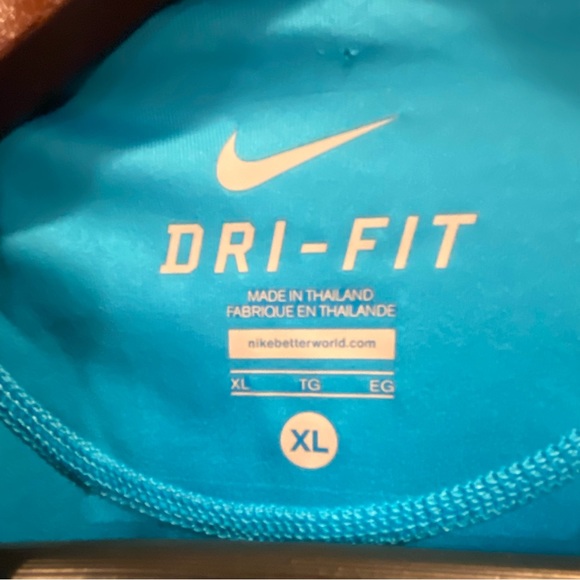 DRI-FIT
MADE IN THAILAND
FABRIQUE EN THAILANDE
nikebetterworld.com
XL TG EG
XL